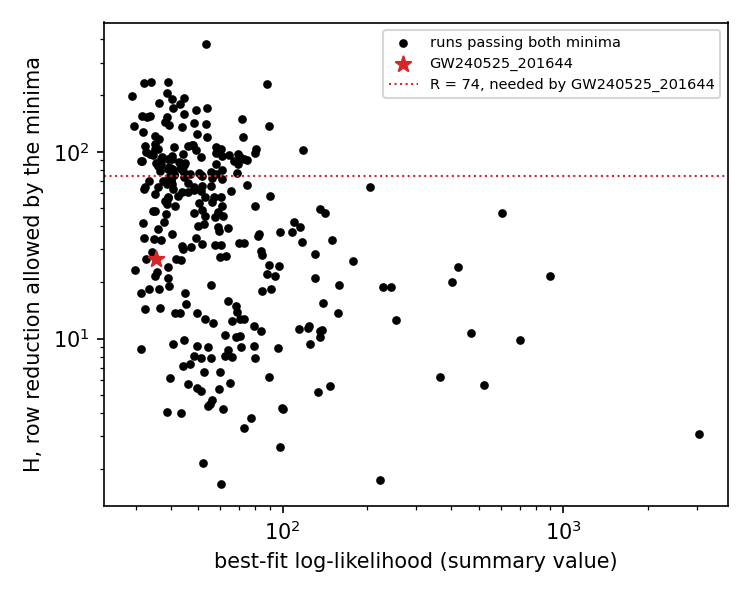 runs passing both minima
GW240525_201644
R = 74, needed by GW240525_201644
H, row reduction allowed by the minima
10²
10¹
10² 10³
best-fit log-likelihood (summary value)